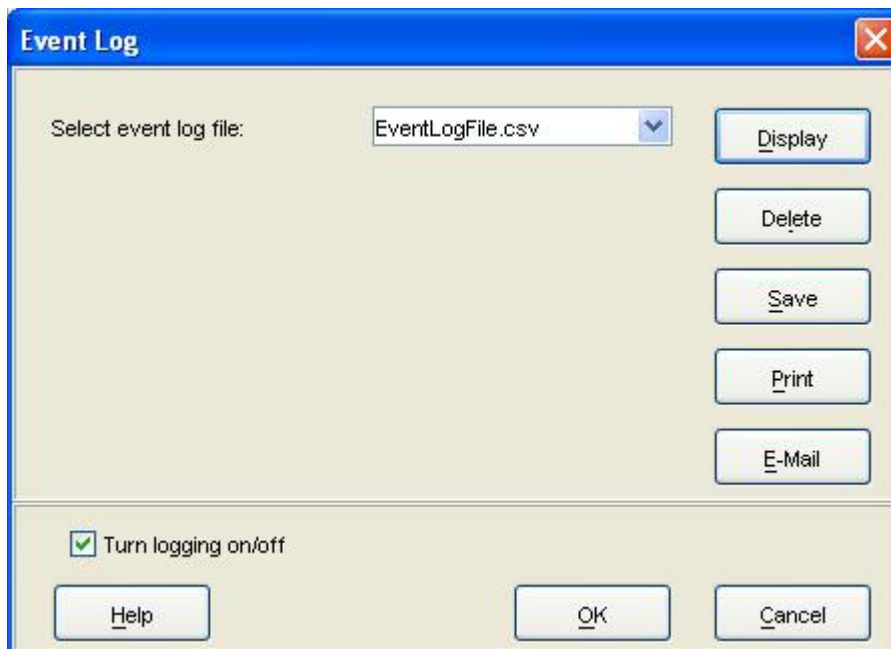 Event Log
Select event log file:
EventLogFile.csv
Display
Delete
Save
Print
E-Mail
Turn logging on/off
Help
OK
Cancel